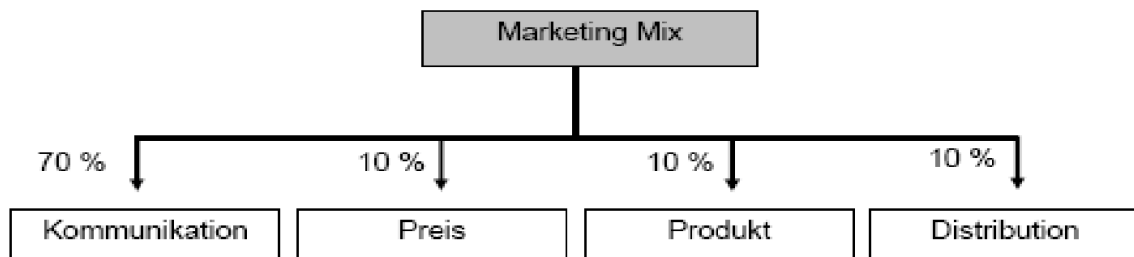 Marketing Mix
70 %
10 %
10 %
10 %
Kommunikation
Preis
Produkt
Distribution